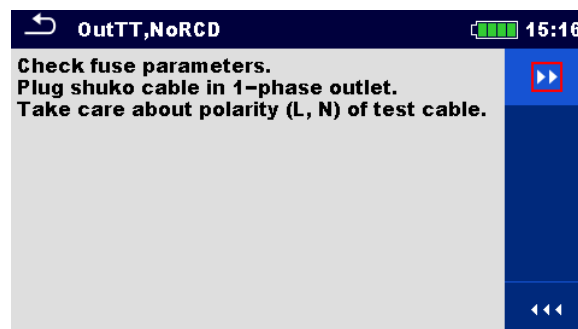 OutTT,NoRCD
15:16
Check fuse parameters.
Plug shuko cable in 1-phase outlet.
Take care about polarity (L, N) of test cable.